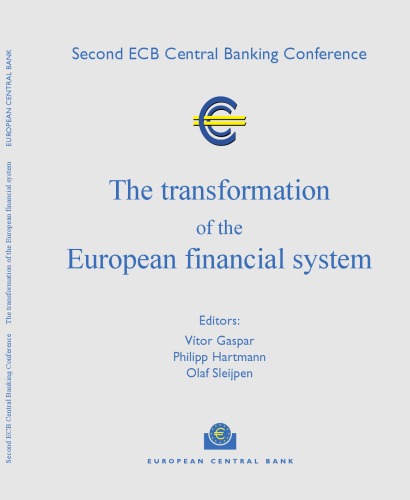 Second ECB Central Banking Conference
The transformation
of the
European financial system
Editors:
Vítor Gaspar
Philipp Hartmann
Olaf Sleijpen
EUROPEAN CENTRAL BANK
Second ECB Central Banking Conference The transformation of the European financial system EUROPEAN CENTRAL BANK